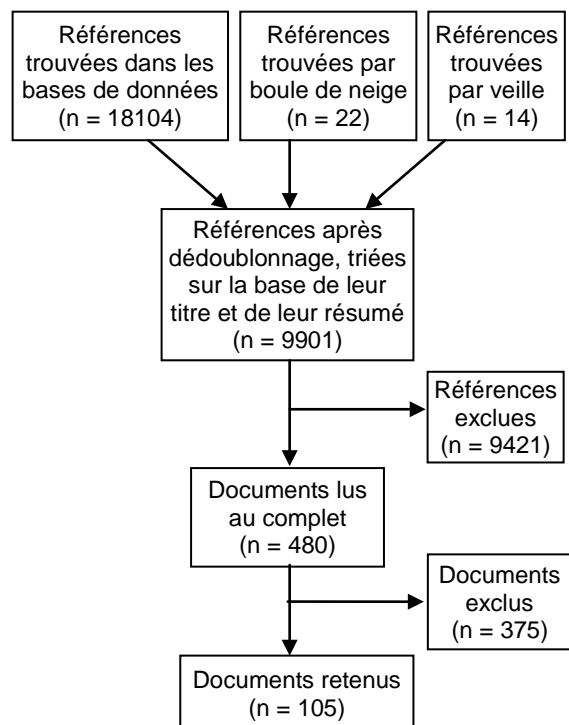 Références
trouvées dans les
bases de données
(n = 18104)
Références
trouvées par
boule de neige
(n = 22)
Références
trouvées
par veille
(n = 14)
Références après
dédoublonnage, triées
sur la base de leur
titre et de leur résumé
(n = 9901)
Références
exclues
(n = 9421)
Documents lus
au complet
(n = 480)
Documents
exclus
(n = 375)
Documents retenus
(n = 105)